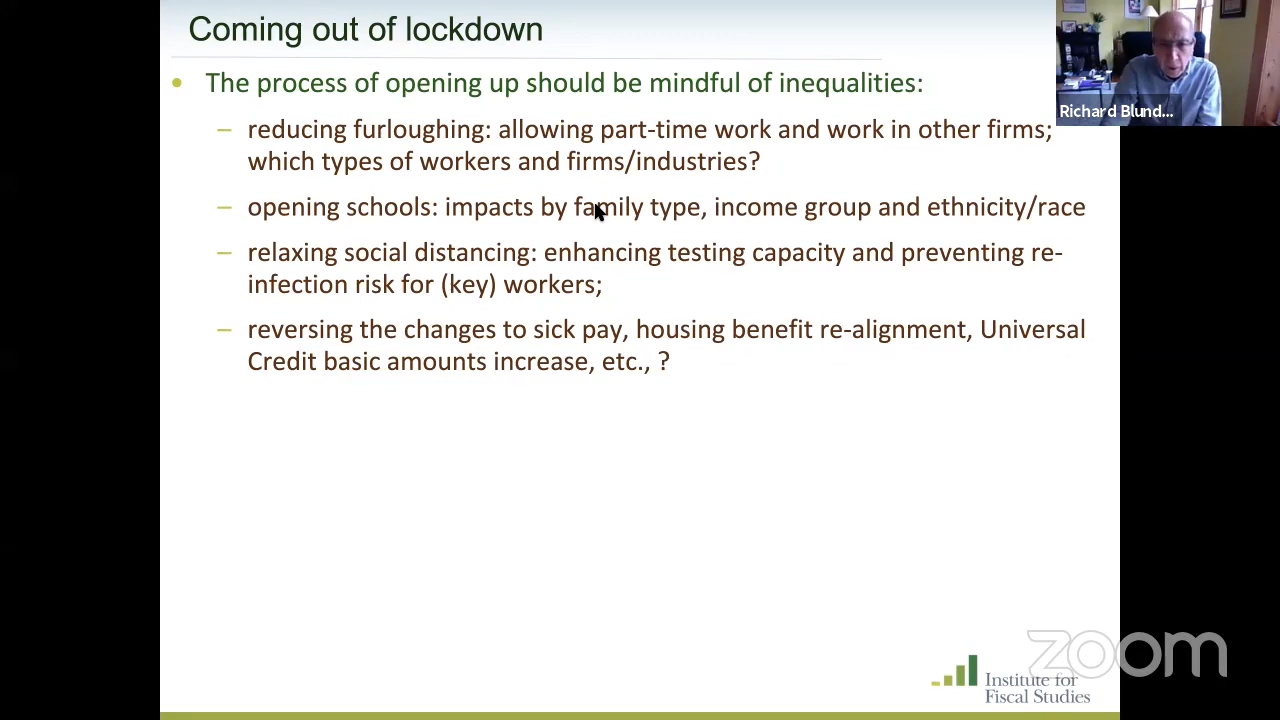 Coming out of lockdown
• The process of opening up should be mindful of inequalities:
– reducing furloughing: allowing part-time work and work in other firms;
which types of workers and firms/industries?
– opening schools: impacts by family type, income group and ethnicity/race
– relaxing social distancing: enhancing testing capacity and preventing re-
infection risk for (key) workers;
– reversing the changes to sick pay, housing benefit re-alignment, Universal
Credit basic amounts increase, etc., ?
Richard Blund...
zoom
Institute for
Fiscal Studies